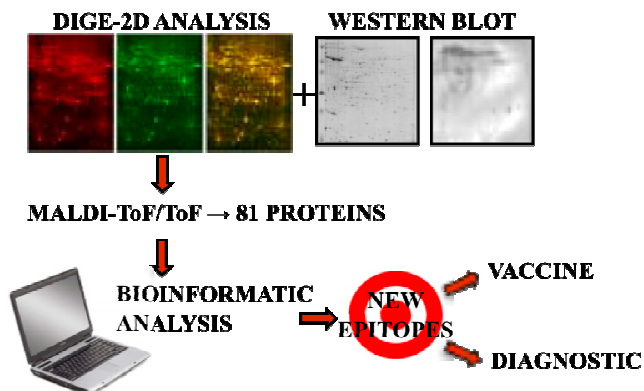 DIGE-2D ANALYSIS
WESTERN BLOT
+
MALDI-ToF/ToF → 81 PROTEINS
BIOINFORMATIC
ANALYSIS
NEW
EPITOPES
VACCINE
DIAGNOSTIC